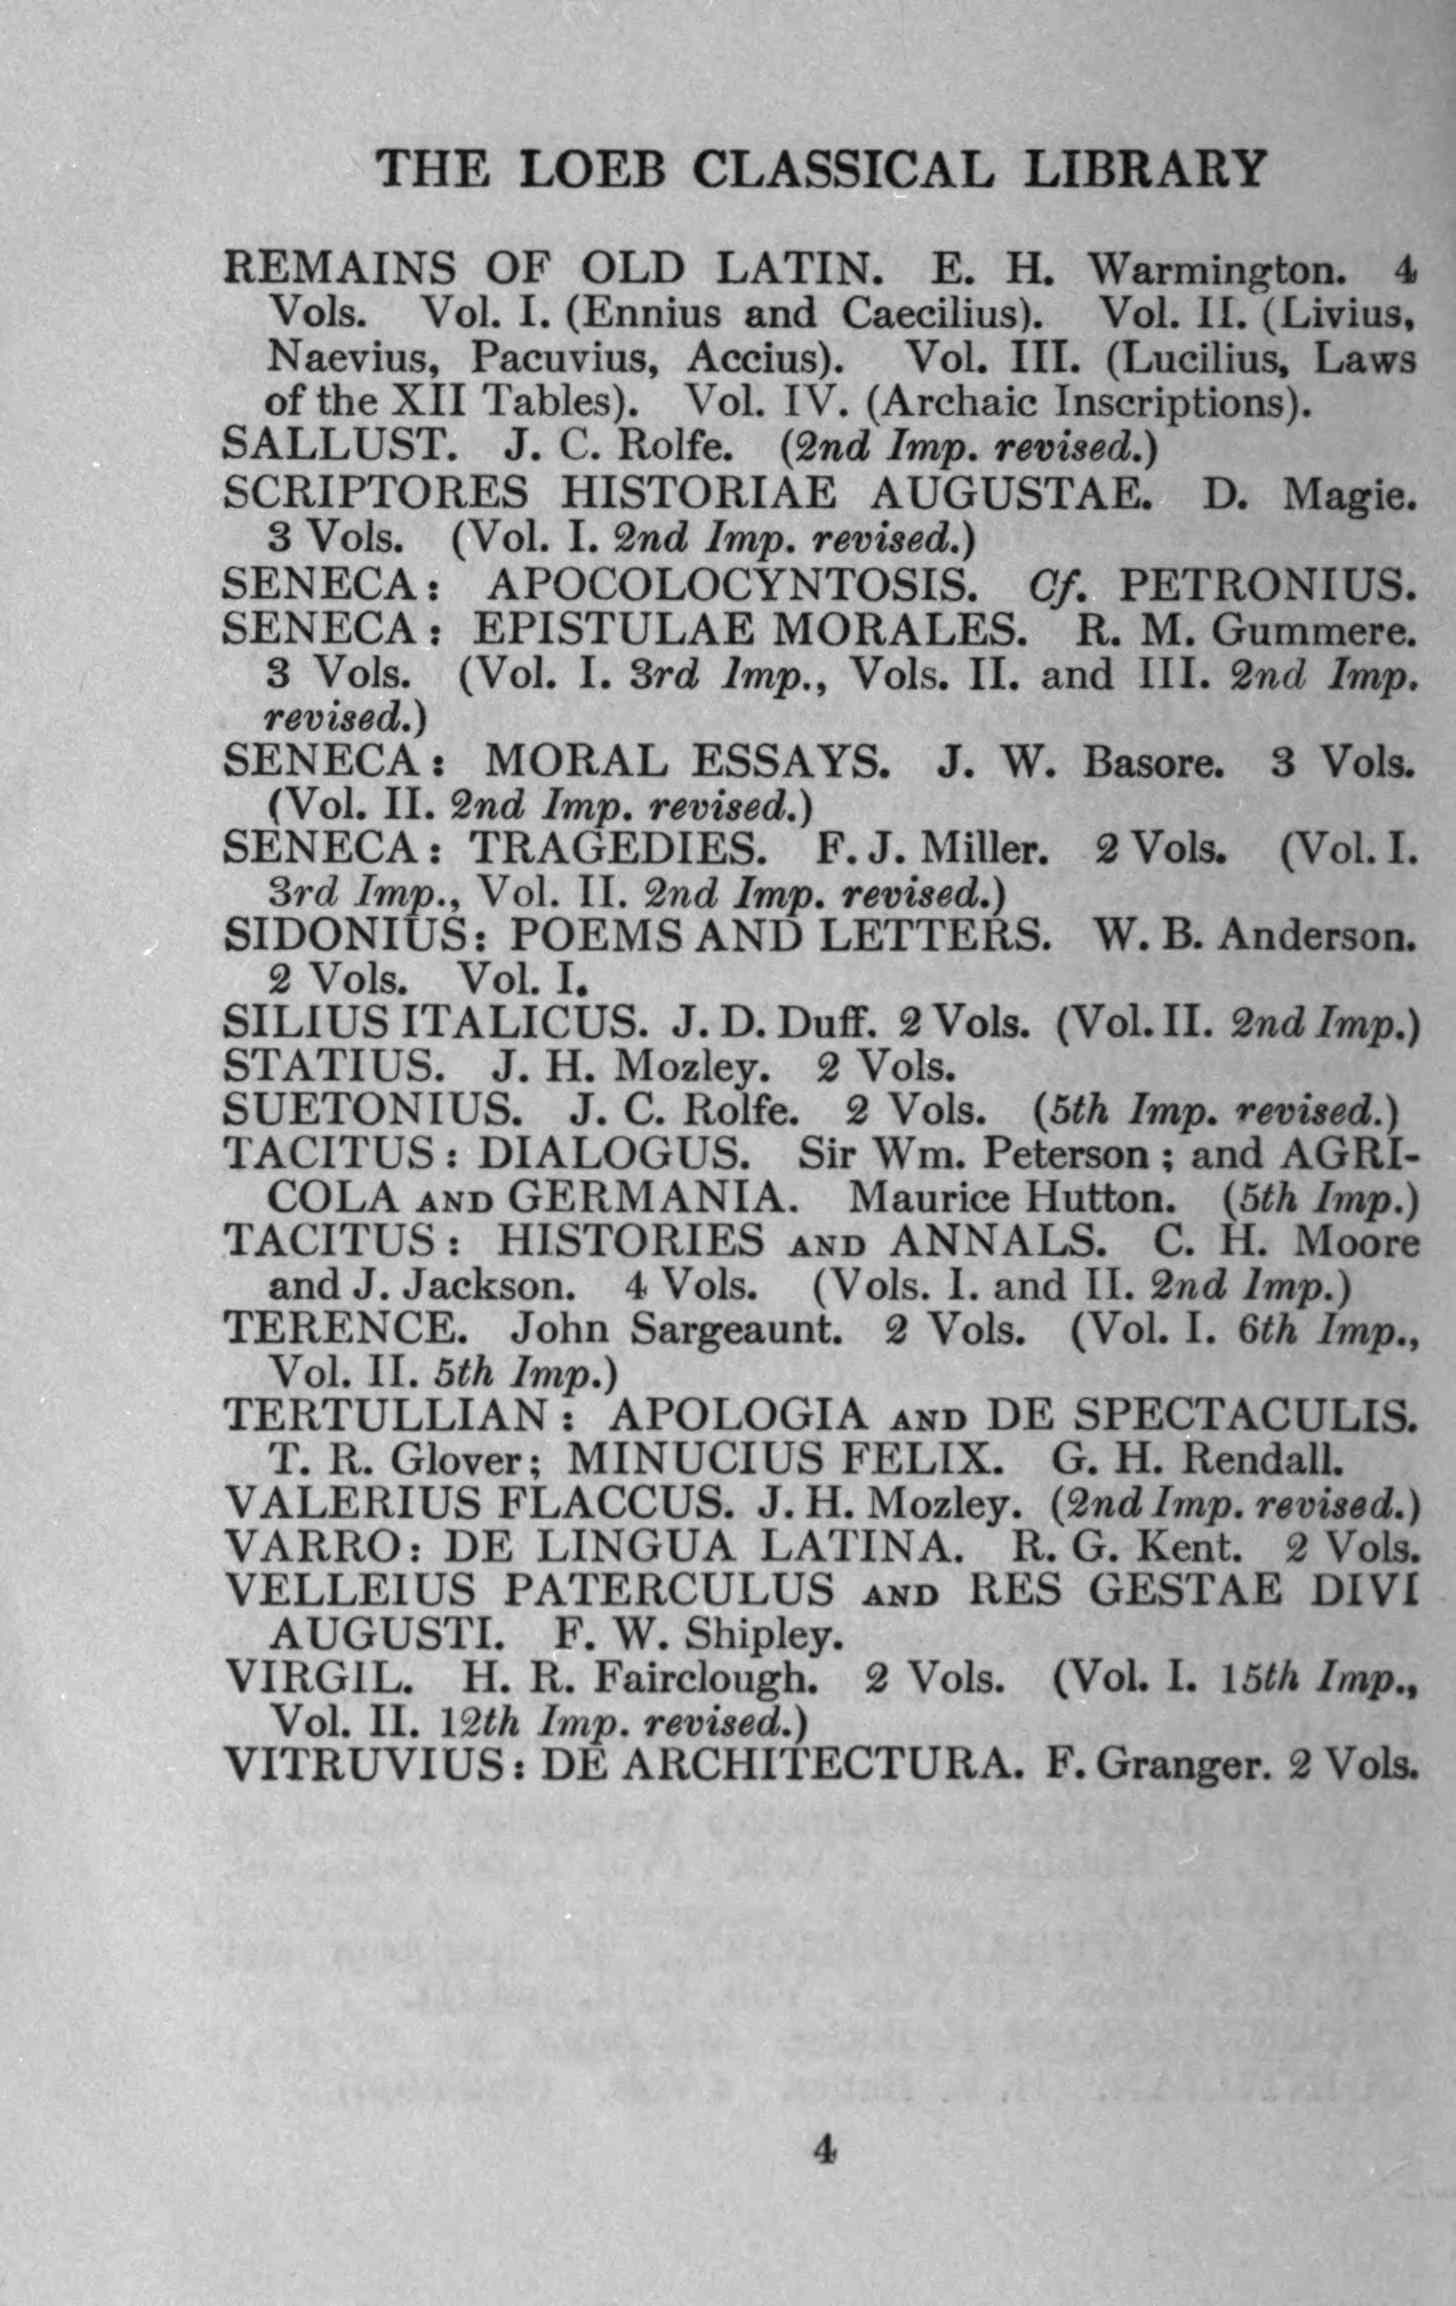 THE LOEB CLASSICAL LIBRARY
REMAINS OF OLD LATIN. E. H. Warmington. 4
Vols. Vol. I. (Ennius and Caecilius). Vol. II. (Livius,
Naevius, Pacuvius, Accius). Vol. III. (Lucilius, Laws
of the XII Tables). Vol. IV. (Archaic Inscriptions).
SALLUST. J. C. Rolfe. (2nd Imp. revised.)
SCRIPTORES HISTORIAE AUGUSTAE. D. Magie.
3 Vols. (Vol. I. 2nd Imp. revised.)
SENECA: APOCOLOCYNTOSIS. Cf. PETRONIUS.
SENECA: EPISTULAE MORALES. R. M. Gummere.
3 Vols. (Vol. I. 3rd Imp., Vols. II. and III. 2nd Imp.
revised.)
SENECA: MORAL ESSAYS. J. W. Basore. 3 Vols.
(Vol. II. 2nd Imp. revised.)
SENECA: TRAGEDIES. F. J. Miller. 2 Vols. (Vol. I.
3rd Imp., Vol. II. 2nd Imp. revised.)
SIDONIUS: POEMS AND LETTERS. W. B. Anderson.
2 Vols. Vol. I.
SILIUS ITALICUS. J. D. Duff. 2 Vols. (Vol. II. 2nd Imp.)
STATIUS. J. H. Mozley. 2 Vols.
SUETONIUS. J. C. Rolfe. 2 Vols. (5th Imp. revised.)
TACITUS: DIALOGUS. Sir Wm. Peterson; and AGRI-
COLA AND GERMANIA. Maurice Hutton. (5th Imp.)
TACITUS: HISTORIES AND ANNALS. C. H. Moore
and J. Jackson. 4 Vols. (Vols. I. and II. 2nd Imp.)
TERENCE. John Sargeaunt. 2 Vols. (Vol. I. 6th Imp.,
Vol. II. 5th Imp.)
TERTULLIAN: APOLOGIA AND DE SPECTACULIS.
T. R. Glover; MINUCIUS FELIX. G. H. Rendall.
VALERIUS FLACCUS. J. H. Mozley. (2nd Imp. revised.)
VARRO: DE LINGUA LATINA. R. G. Kent. 2 Vols.
VELLEIUS PATERCULUS AND RES GESTAE DIVI
AUGUSTI. F. W. Shipley.
VIRGIL. H. R. Fairclough. 2 Vols. (Vol. I. 15th Imp.,
Vol. II. 12th Imp. revised.)
VITRUVIUS: DE ARCHITECTURA. F. Granger. 2 Vols.
4